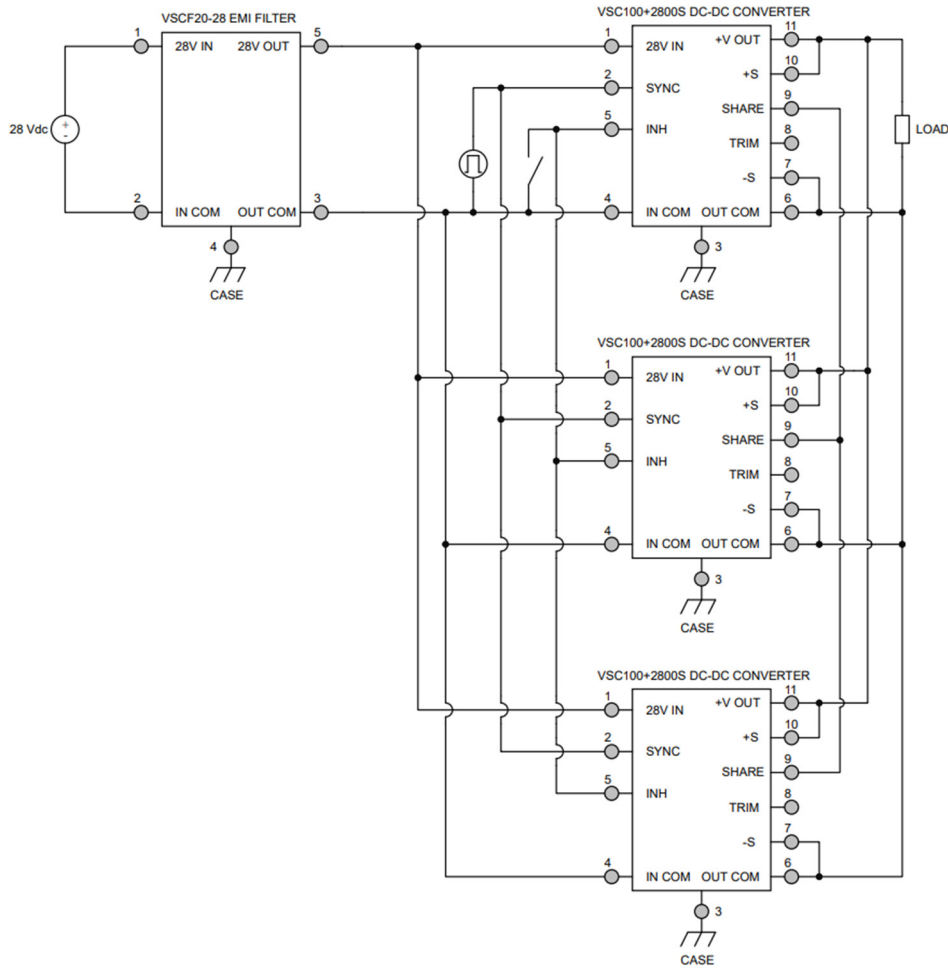 VSCF20-28 EMI FILTER
1
28V IN
28V OUT
5
28 Vdc
+
-
2
IN COM
OUT COM
3
4
CASE
VSC100+2800S DC-DC CONVERTER
1
28V IN
+V OUT
11
2
SYNC
+S
10
SHARE
9
5
INH
TRIM
8
-S
7
4
IN COM
OUT COM
6
3
CASE
LOAD
VSC100+2800S DC-DC CONVERTER
1
28V IN
+V OUT
11
2
SYNC
+S
10
SHARE
9
5
INH
TRIM
8
-S
7
4
IN COM
OUT COM
6
3
CASE
VSC100+2800S DC-DC CONVERTER
1
28V IN
+V OUT
11
2
SYNC
+S
10
SHARE
9
5
INH
TRIM
8
-S
7
4
IN COM
OUT COM
6
3
CASE